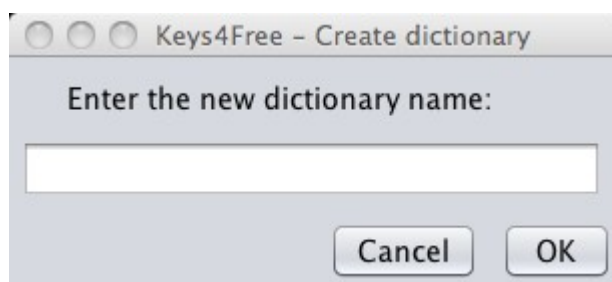 Keys4Free – Create dictionary
Enter the new dictionary name:
Cancel OK